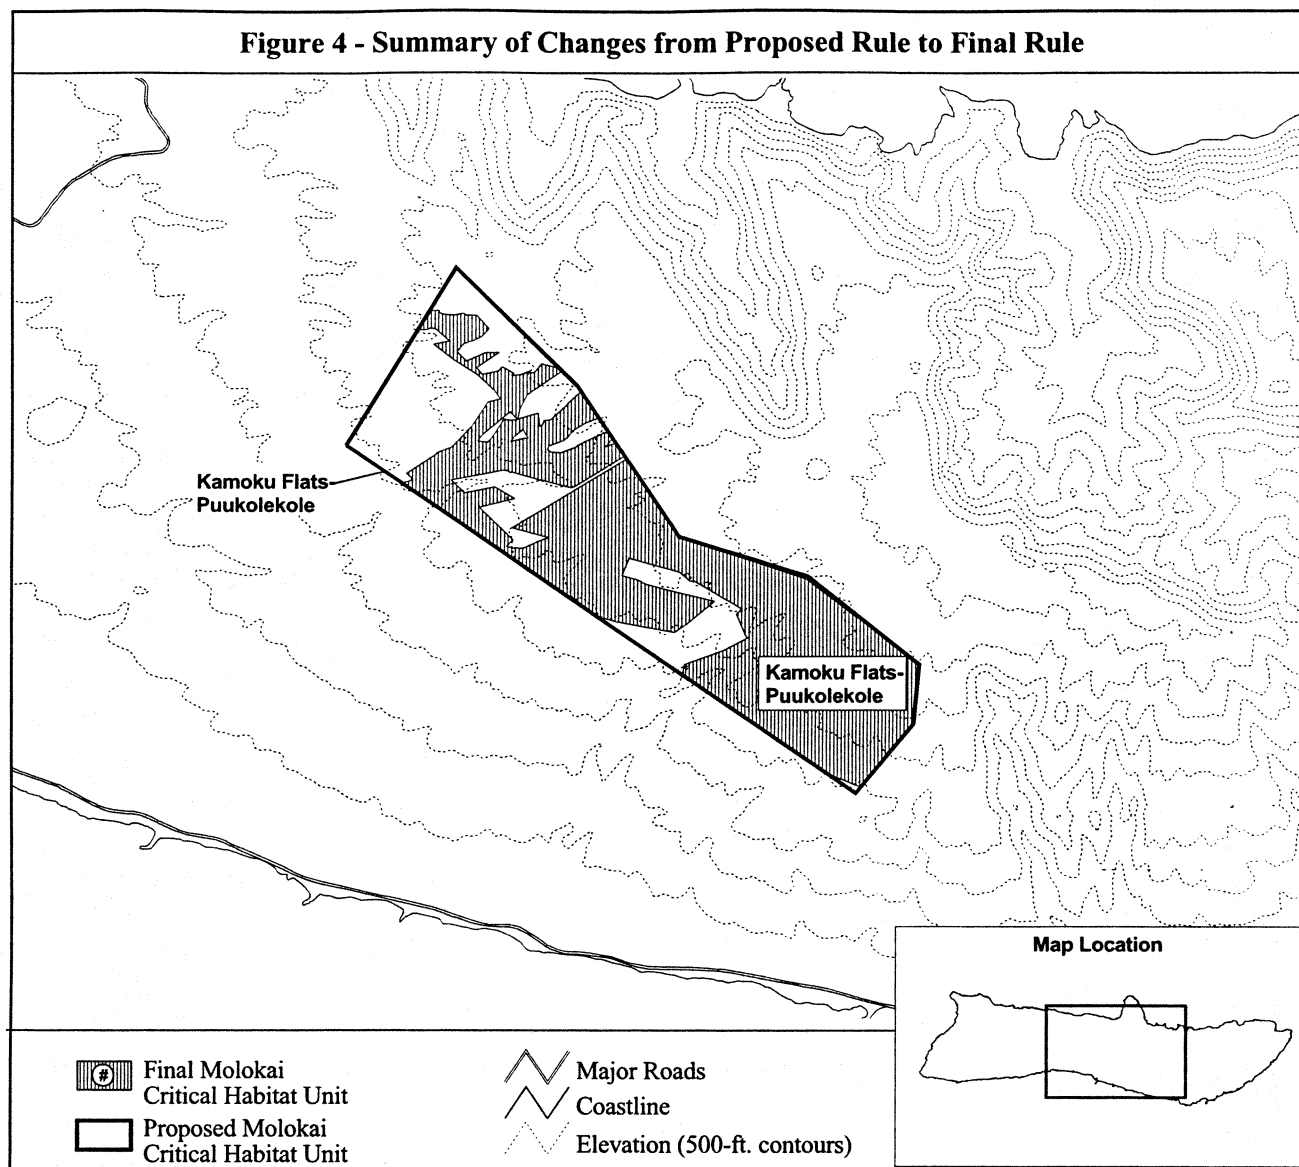 Figure 4 - Summary of Changes from Proposed Rule to Final Rule
Kamoku Flats-
Puukolekole
Kamoku Flats-
Puukolekole
Map Location
#
Final Molokai
Critical Habitat Unit
Proposed Molokai
Critical Habitat Unit
Major Roads
Coastline
Elevation (500-ft. contours)